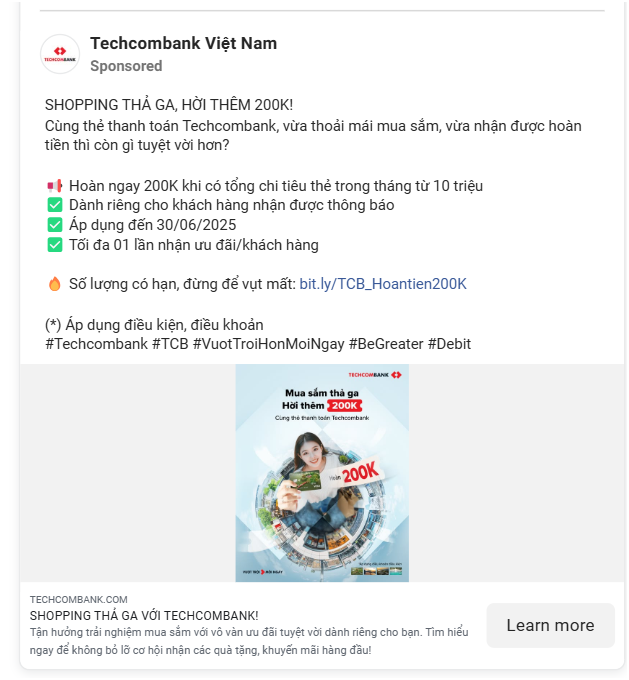 TECHCOMBANK
Techcombank Việt Nam
Sponsored
SHOPPING THẢ GA, HỜI THÊM 200K!
Cùng thẻ thanh toán Techcombank, vừa thoải mái mua sắm, vừa nhận được hoàn
tiền thì còn gì tuyệt vời hơn?
Hoàn ngay 200K khi có tổng chi tiêu thẻ trong tháng từ 10 triệu
Dành riêng cho khách hàng nhận được thông báo
Áp dụng đến 30/06/2025
Tối đa 01 lần nhận ưu đãi/khách hàng
Số lượng có hạn, đừng để vụt mất: bit.ly/TCB_Hoantien200K
(*) Áp dụng điều kiện, điều khoản
#Techcombank #TCB #VuotTroiHonMoiNgay #BeGreater #Debit
TECHCOMBANK
Mua sắm thả ga
Hời thêm 200K
Cùng thẻ thanh toán Techcombank
Hoàn 200K
VƯỢT TRỘI HƠN MỖI NGÀY
TECHCOMBANK.COM
SHOPPING THẢ GA VỚI TECHCOMBANK!
Tận hưởng trải nghiệm mua sắm với vô vàn ưu đãi tuyệt vời dành riêng cho bạn. Tìm hiểu
ngay để không bỏ lỡ cơ hội nhận các quà tặng, khuyến mãi hàng đầu!
Learn more